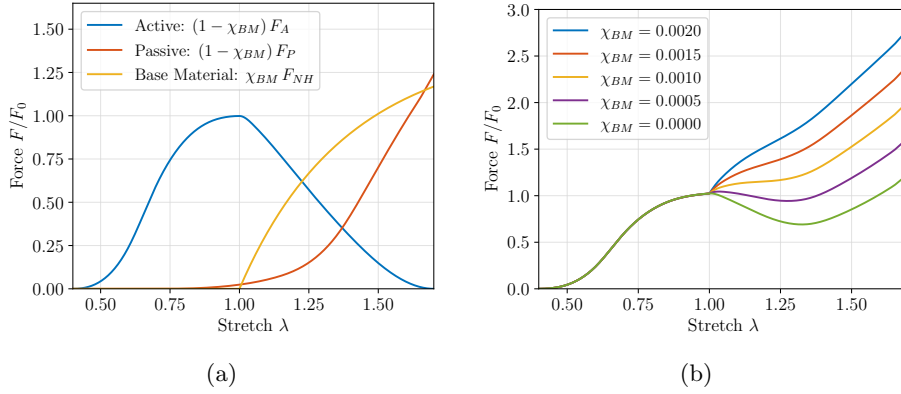 Active: (1 − χ_BM) F_A
Passive: (1 − χ_BM) F_P
Base Material: χ_BM F_NH
1.50
1.25
1.00
0.75
0.50
0.25
0.00
Force F/F_0
0.50
0.75
1.00
1.25
1.50
Stretch λ
(a)
χ_BM = 0.0020
χ_BM = 0.0015
χ_BM = 0.0010
χ_BM = 0.0005
χ_BM = 0.0000
3.0
2.5
2.0
1.5
1.0
0.5
0.0
Force F/F_0
0.50
0.75
1.00
1.25
1.50
Stretch λ
(b)